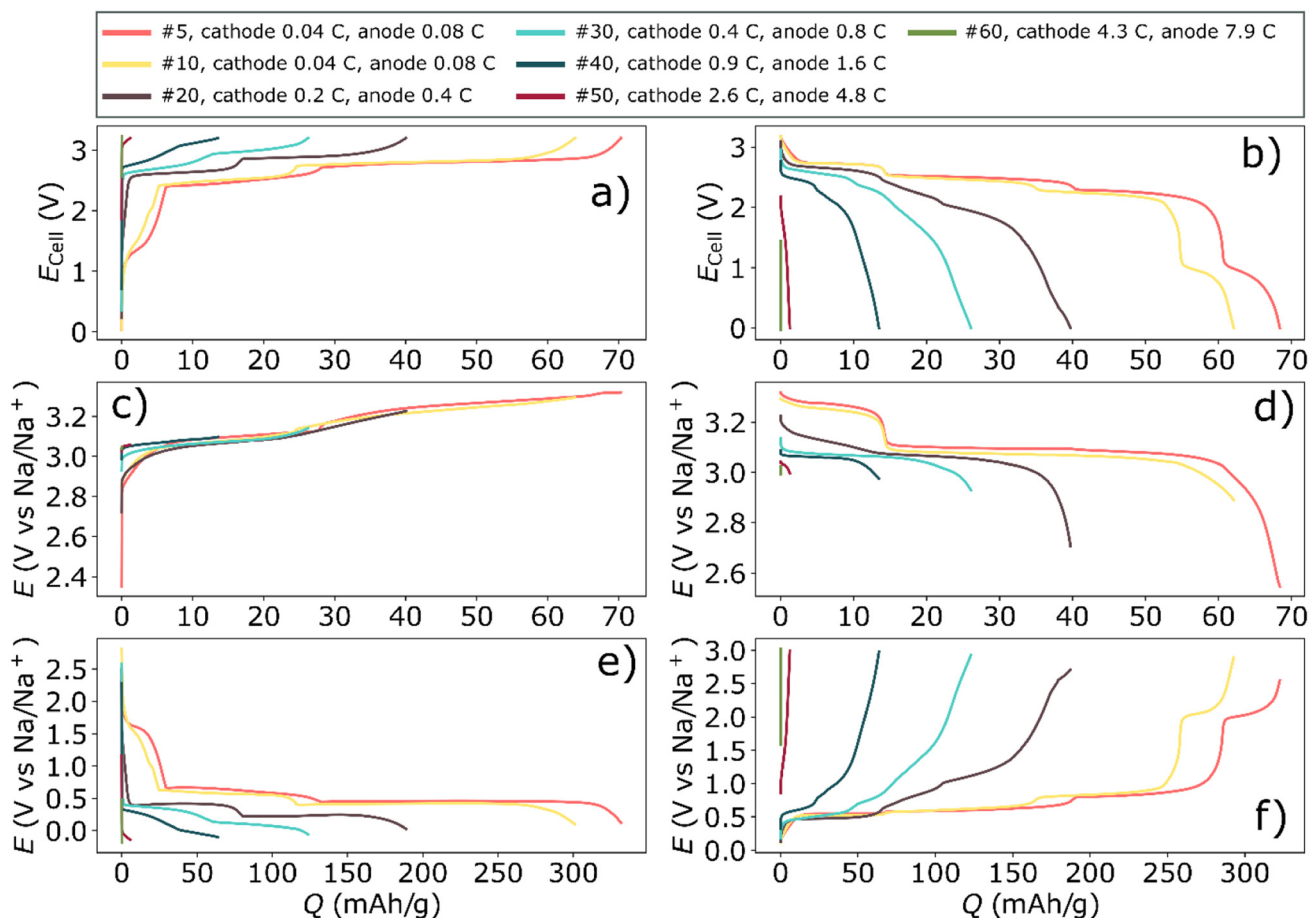 #5, cathode 0.04 C, anode 0.08 C
#10, cathode 0.04 C, anode 0.08 C
#20, cathode 0.2 C, anode 0.4 C
#30, cathode 0.4 C, anode 0.8 C
#40, cathode 0.9 C, anode 1.6 C
#50, cathode 2.6 C, anode 4.8 C
#60, cathode 4.3 C, anode 7.9 C
a)
E_Cell (V)
3
2
1
0
0 10 20 30 40 50 60 70
b)
E_Cell (V)
3
2
1
0
0 10 20 30 40 50 60 70
c)
E (V vs Na/Na⁺)
3.2
3.0
2.8
2.6
2.4
0 10 20 30 40 50 60 70
d)
E (V vs Na/Na⁺)
3.2
3.0
2.8
2.6
0 10 20 30 40 50 60 70
e)
E (V vs Na/Na⁺)
2.5
2.0
1.5
1.0
0.5
0.0
0 50 100 150 200 250 300
Q (mAh/g)
f)
E (V vs Na/Na⁺)
3.0
2.5
2.0
1.5
1.0
0.5
0.0
0 50 100 150 200 250 300
Q (mAh/g)